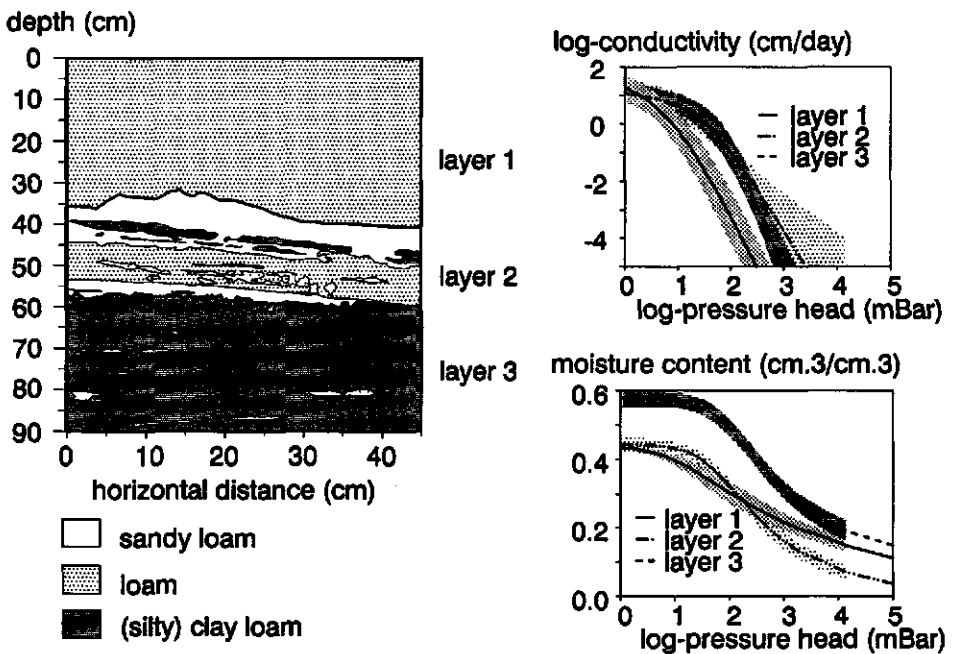 depth (cm)
0
10
20
30
40
50
60
70
80
90
0 10 20 30 40
horizontal distance (cm)
layer 1
layer 2
layer 3
sandy loam
loam
(silty) clay loam
log-conductivity (cm/day)
2
0
-2
-4
layer 1
layer 2
layer 3
0 1 2 3 4 5
log-pressure head (mBar)
moisture content (cm.3/cm.3)
0.6
0.4
0.2
0.0
layer 1
layer 2
layer 3
0 1 2 3 4 5
log-pressure head (mBar)